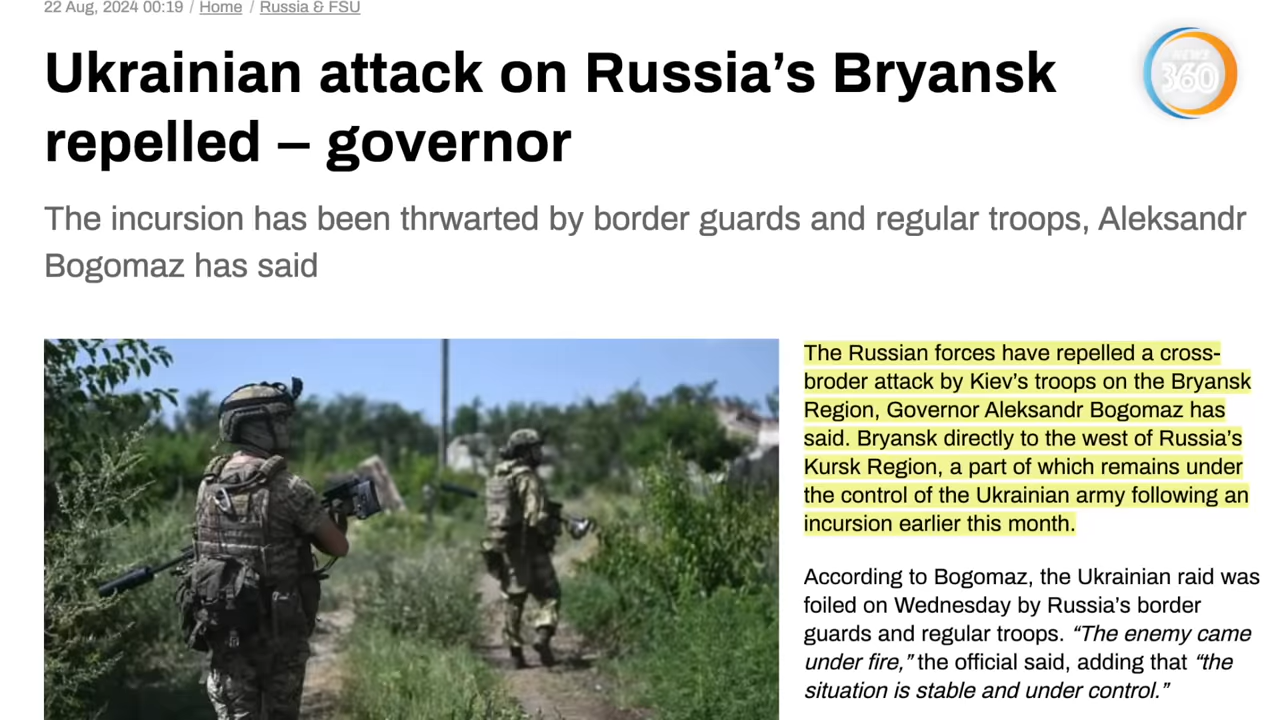 22 Aug, 2024 00:19 / Home / Russia & FSU
NEWS
360
Ukrainian attack on Russia’s Bryansk
repelled – governor
The incursion has been thrwarted by border guards and regular troops, Aleksandr
Bogomaz has said
The Russian forces have repelled a cross-
broder attack by Kiev’s troops on the Bryansk
Region, Governor Aleksandr Bogomaz has
said. Bryansk directly to the west of Russia’s
Kursk Region, a part of which remains under
the control of the Ukrainian army following an
incursion earlier this month.
According to Bogomaz, the Ukrainian raid was
foiled on Wednesday by Russia’s border
guards and regular troops. “The enemy came
under fire,” the official said, adding that “the
situation is stable and under control.”